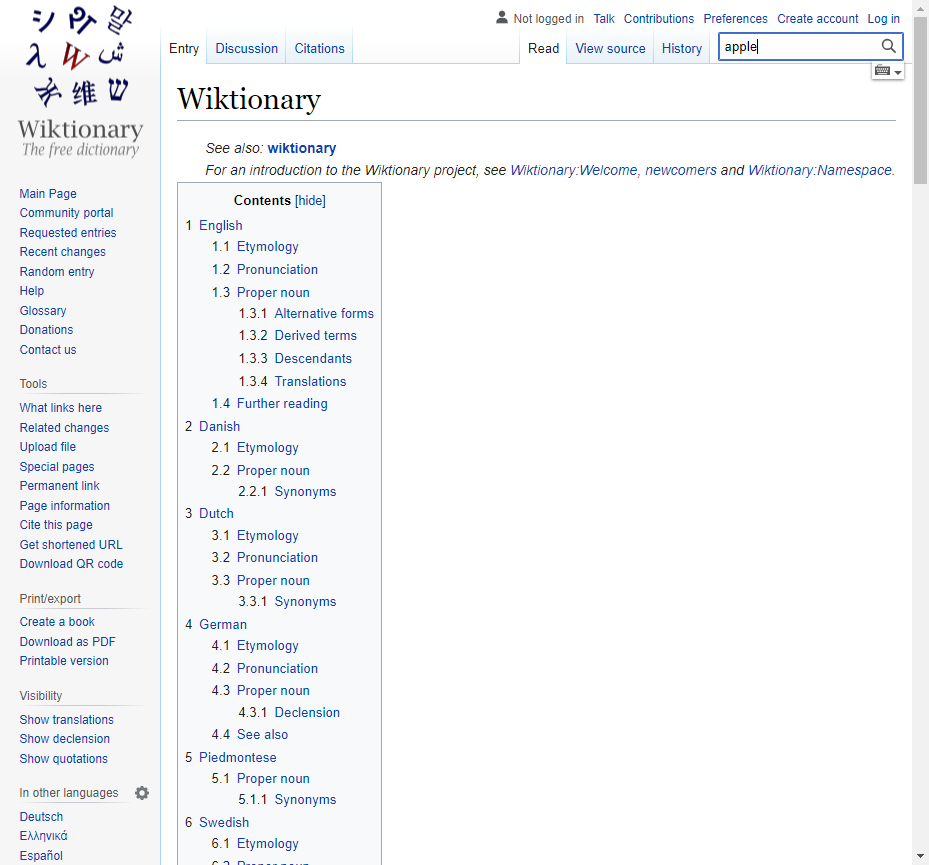 Not logged in Talk Contributions Preferences Create account Log in
Entry Discussion Citations Read View source History apple
Wiktionary
The free dictionary
Main Page
Community portal
Requested entries
Recent changes
Random entry
Help
Glossary
Donations
Contact us
Tools
What links here
Related changes
Upload file
Special pages
Permanent link
Page information
Cite this page
Get shortened URL
Download QR code
Print/export
Create a book
Download as PDF
Printable version
Visibility
Show translations
Show declension
Show quotations
In other languages
Deutsch
Ελληνικά
Español
Wiktionary
See also: wiktionary
For an introduction to the Wiktionary project, see Wiktionary:Welcome, newcomers and Wiktionary:Namespace.
Contents [hide]
1 English
1.1 Etymology
1.2 Pronunciation
1.3 Proper noun
1.3.1 Alternative forms
1.3.2 Derived terms
1.3.3 Descendants
1.3.4 Translations
1.4 Further reading
2 Danish
2.1 Etymology
2.2 Proper noun
2.2.1 Synonyms
3 Dutch
3.1 Etymology
3.2 Pronunciation
3.3 Proper noun
3.3.1 Synonyms
4 German
4.1 Etymology
4.2 Pronunciation
4.3 Proper noun
4.3.1 Declension
4.4 See also
5 Piedmontese
5.1 Proper noun
5.1.1 Synonyms
6 Swedish
6.1 Etymology